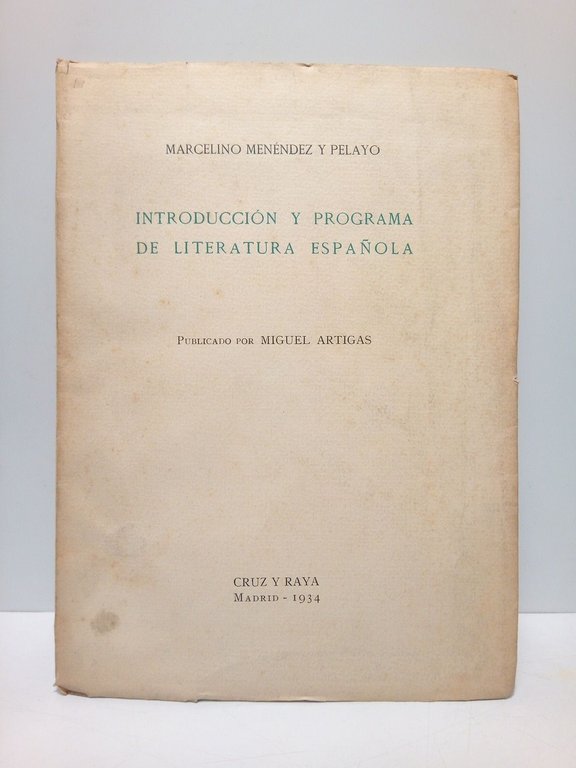 MARCELINO MENÉNDEZ Y PELAYO
INTRODUCCIÓN Y PROGRAMA
DE LITERATURA ESPAÑOLA
PUBLICADO POR MIGUEL ARTIGAS
CRUZ Y RAYA
MADRID - 1934